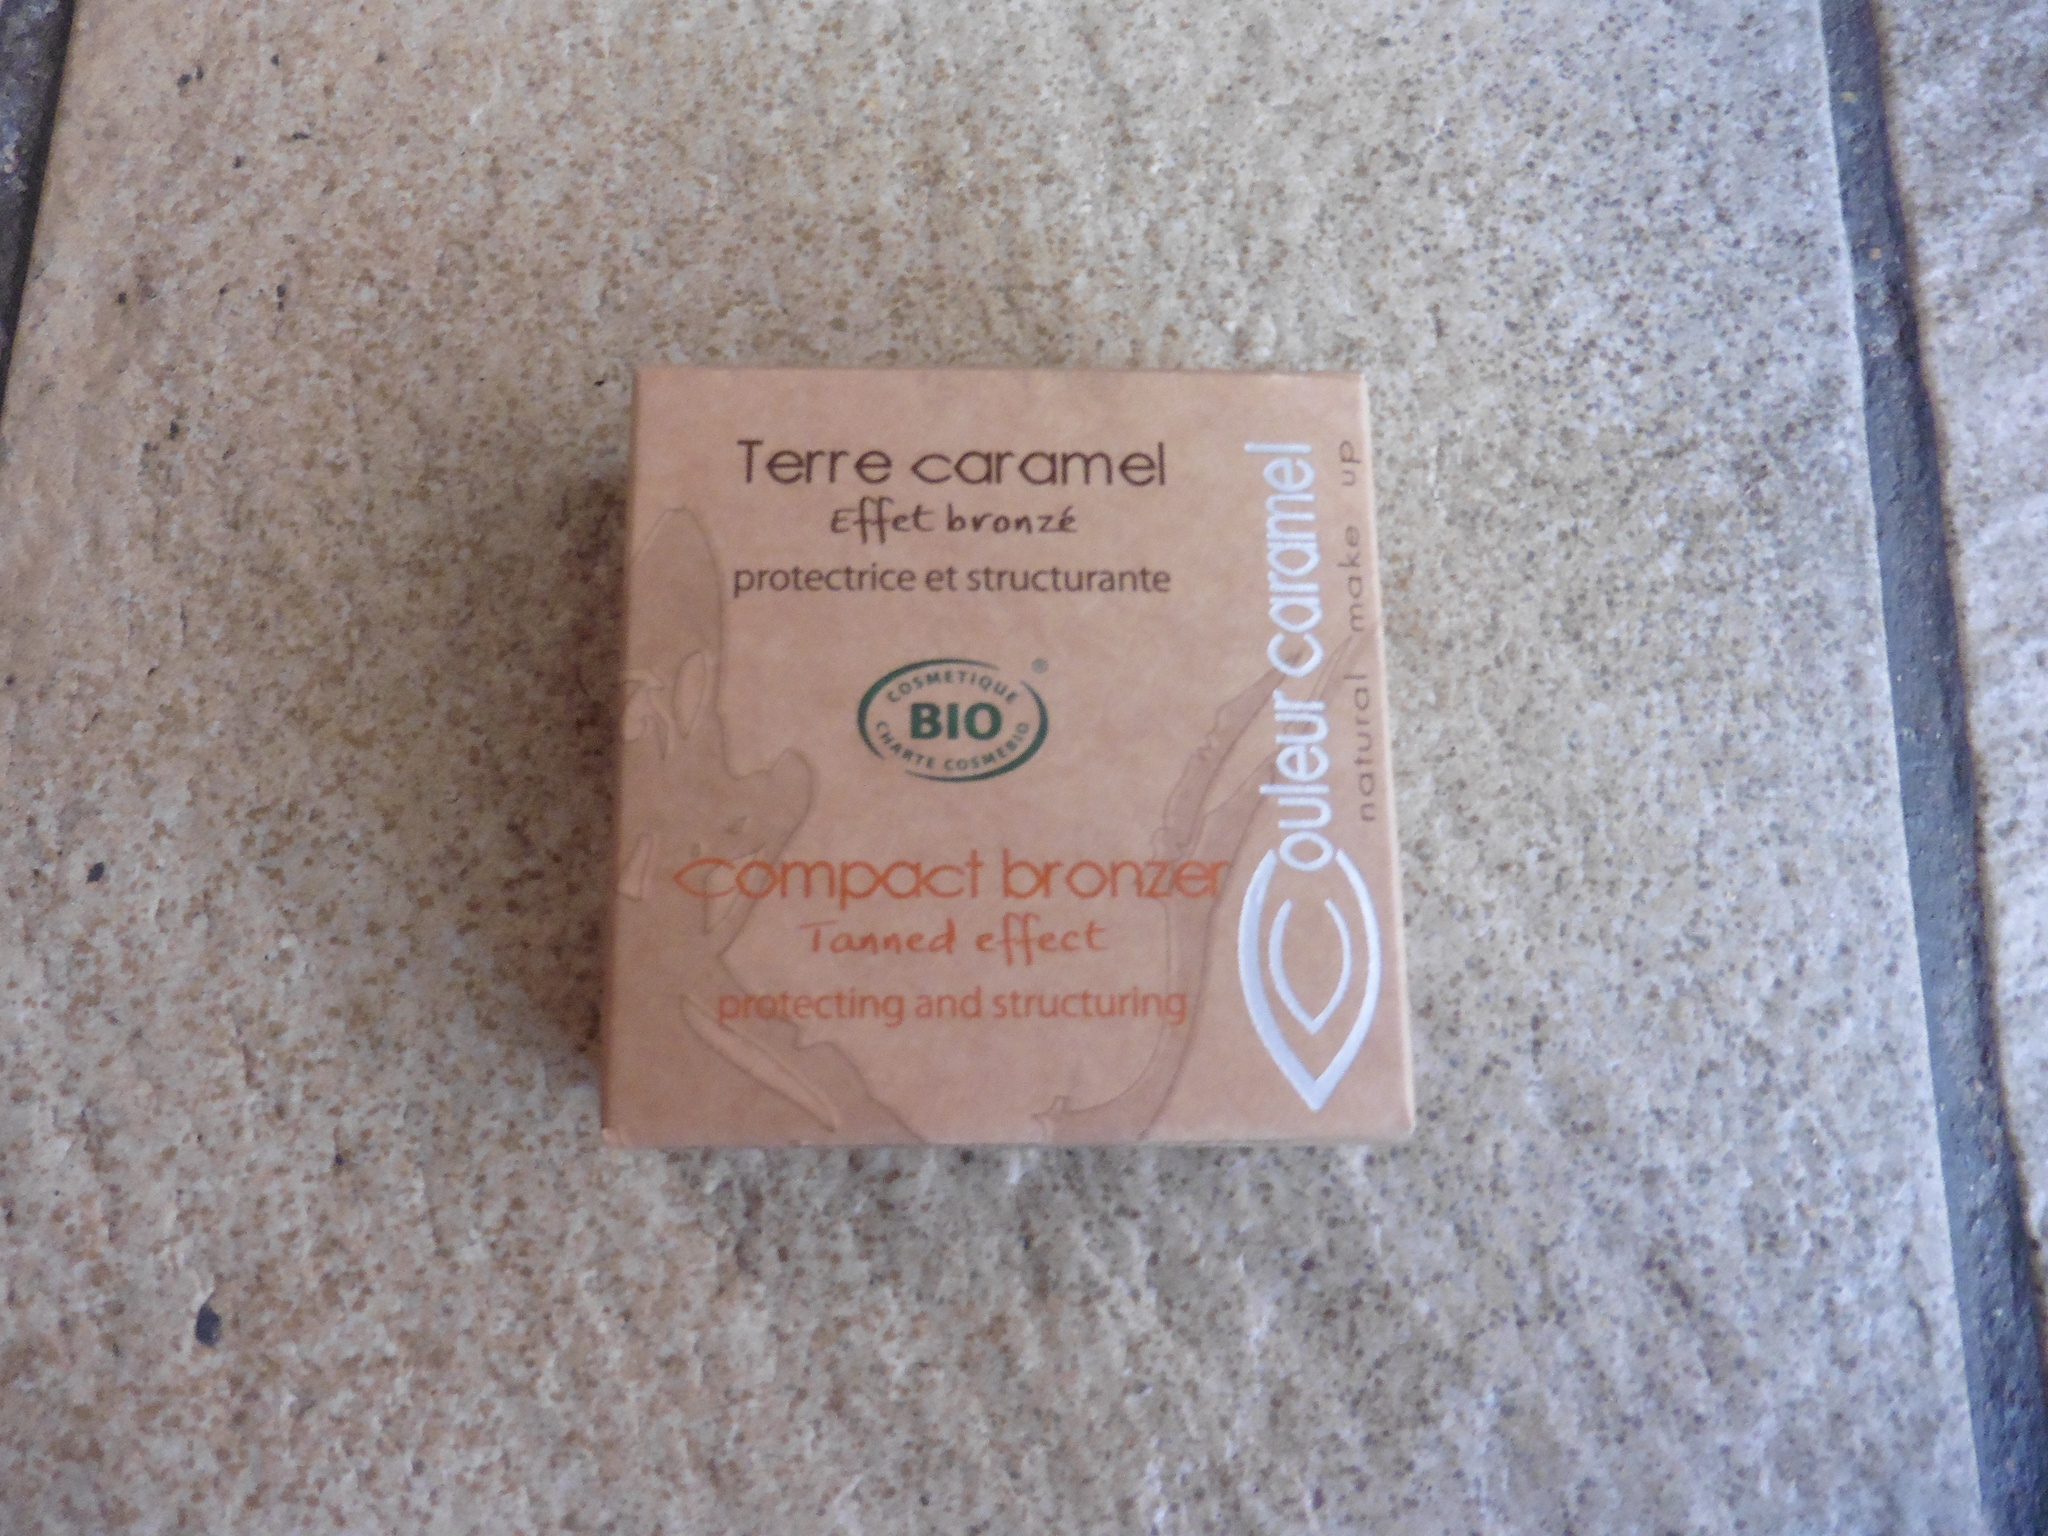 Terre caramel
Effet bronzé
protectrice et structurante
COSMETIQUE
BIO
®
CHARTE COSMEBIO
compact bronzer
Tanned effect
protecting and structuring
Couleur caramel
natural make up